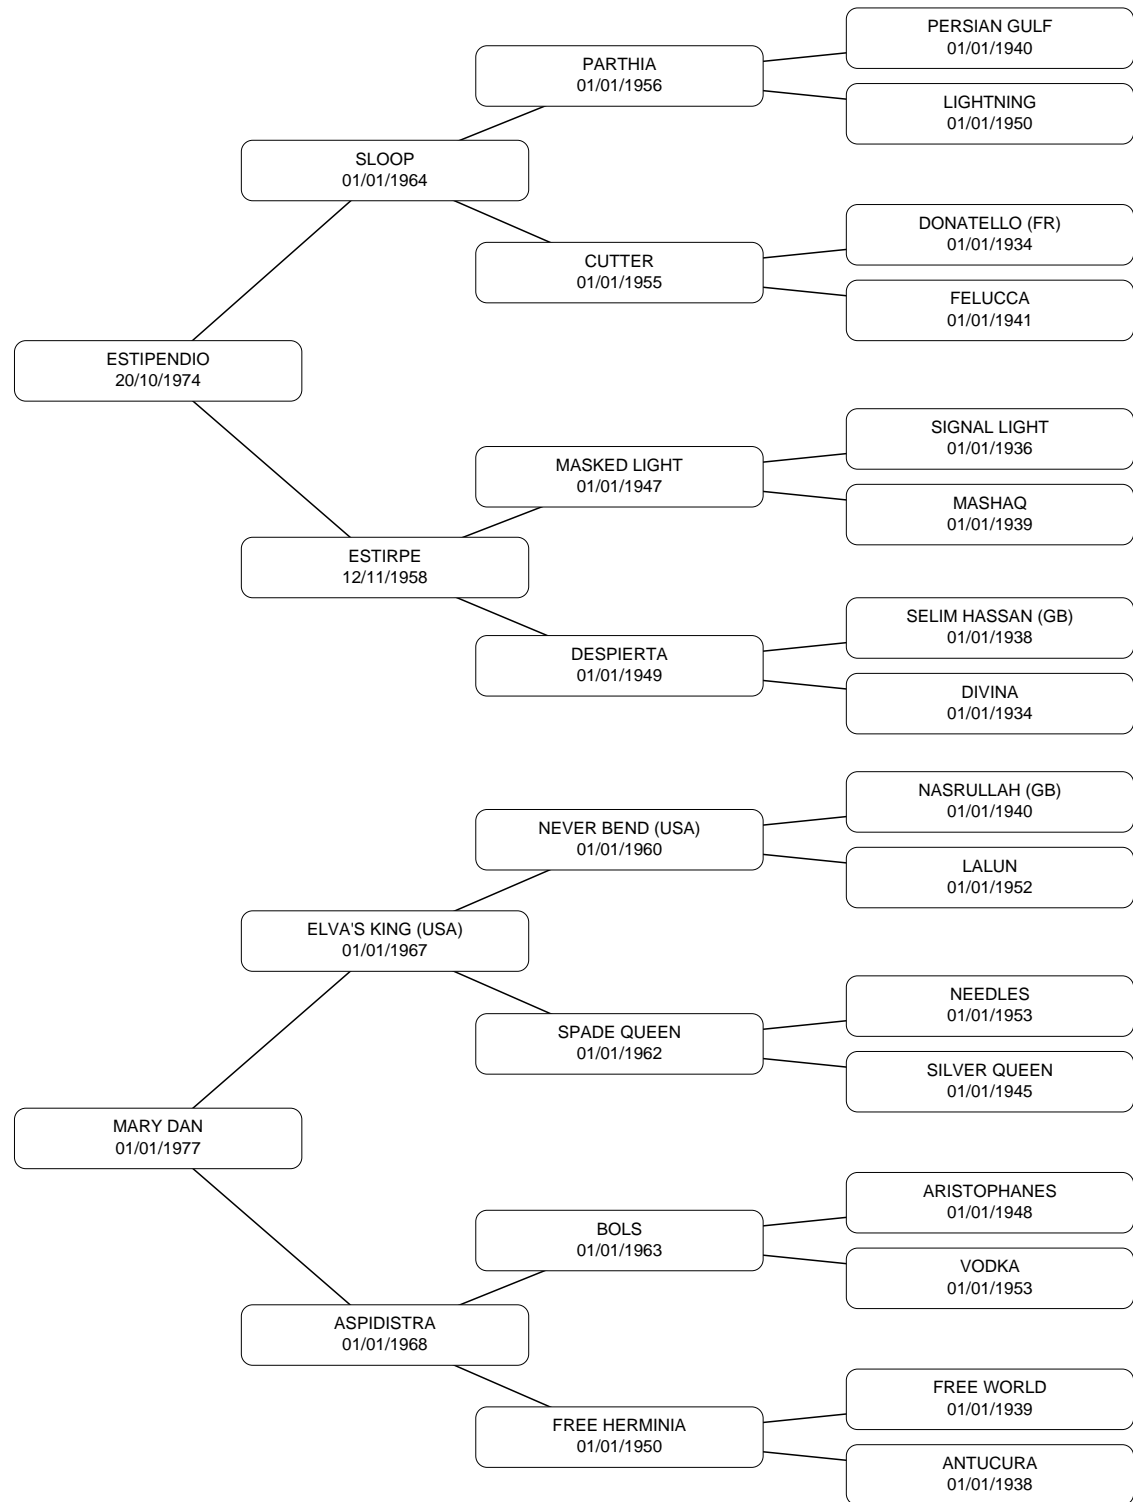 PERSIAN GULF
01/01/1940
PARTHIA
01/01/1956
LIGHTNING
01/01/1950
SLOOP
01/01/1964
DONATELLO (FR)
01/01/1934
CUTTER
01/01/1955
FELUCCA
01/01/1941
ESTIPENDIO
20/10/1974
SIGNAL LIGHT
01/01/1936
MASKED LIGHT
01/01/1947
MASHAQ
01/01/1939
ESTIRPE
12/11/1958
SELIM HASSAN (GB)
01/01/1938
DESPIERTA
01/01/1949
DIVINA
01/01/1934
NASRULLAH (GB)
01/01/1940
NEVER BEND (USA)
01/01/1960
LALUN
01/01/1952
ELVA'S KING (USA)
01/01/1967
NEEDLES
01/01/1953
SPADE QUEEN
01/01/1962
SILVER QUEEN
01/01/1945
MARY DAN
01/01/1977
ARISTOPHANES
01/01/1948
BOLS
01/01/1963
VODKA
01/01/1953
ASPIDISTRA
01/01/1968
FREE WORLD
01/01/1939
FREE HERMINIA
01/01/1950
ANTUCURA
01/01/1938